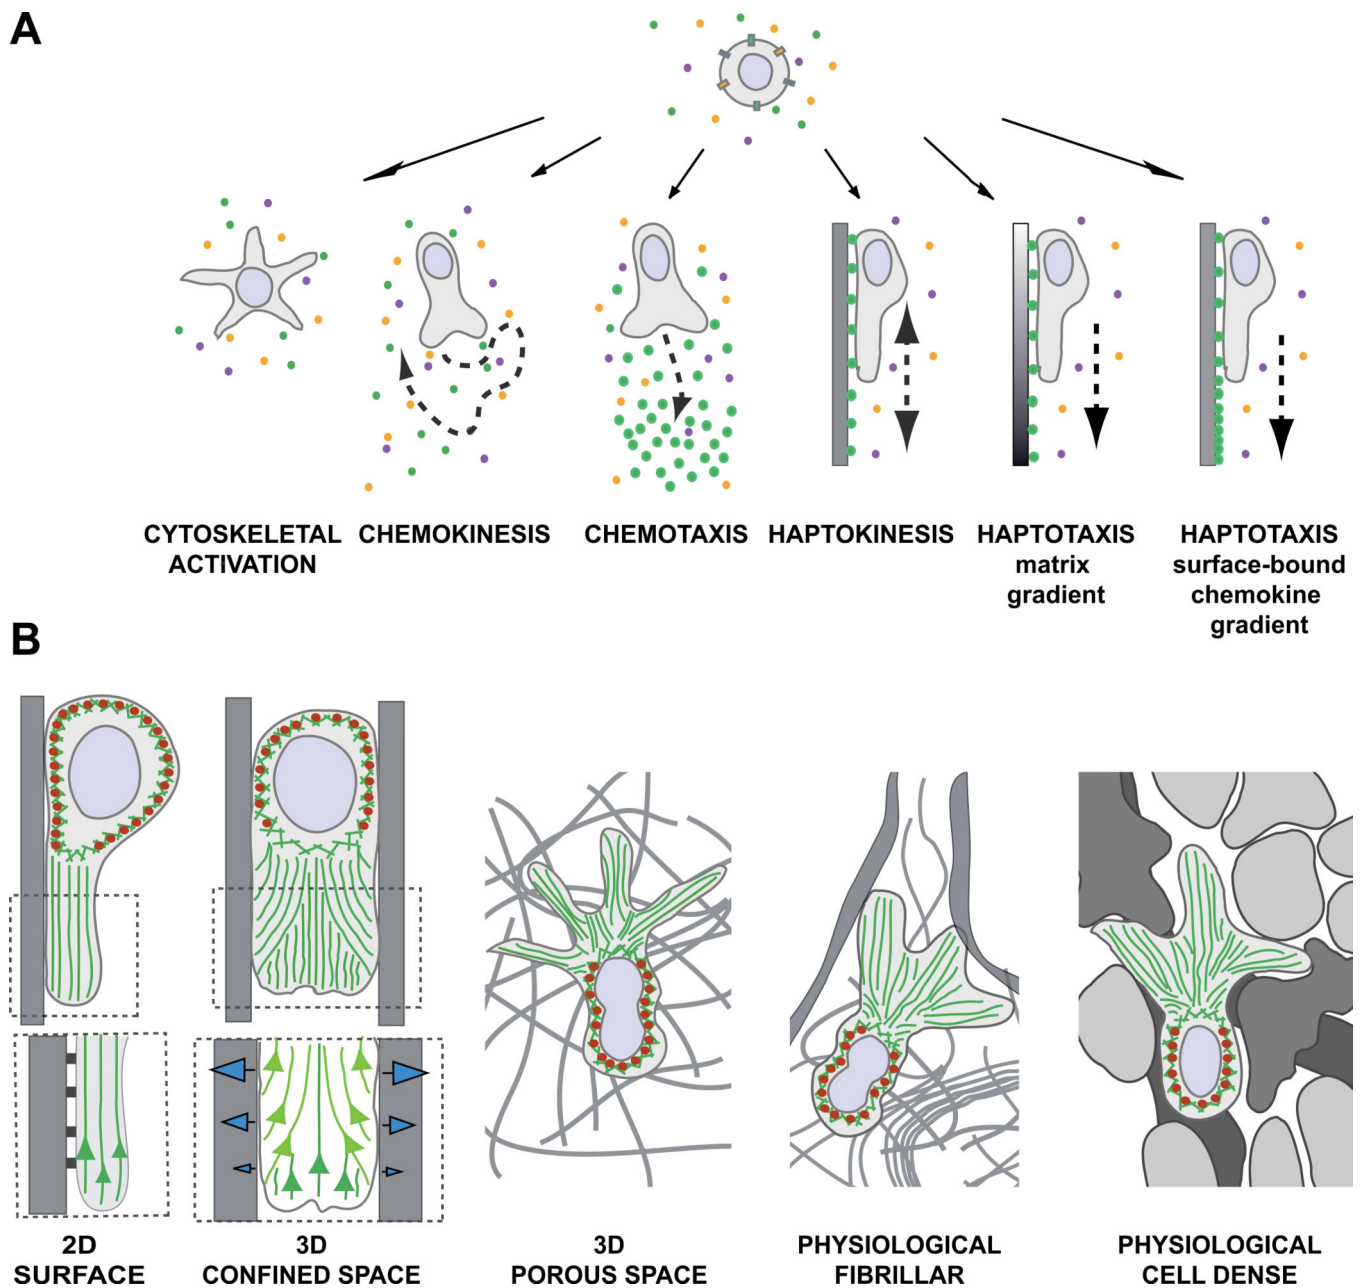 A
CYTOSKELETAL
ACTIVATION
CHEMOKINESIS
CHEMOTAXIS
HAPTOKINESIS
HAPTOTAXIS
matrix
gradient
HAPTOTAXIS
surface-bound
chemokine
gradient
B
2D
SURFACE
3D
CONFINED SPACE
3D
POROUS SPACE
PHYSIOLOGICAL
FIBRILLAR
PHYSIOLOGICAL
CELL DENSE